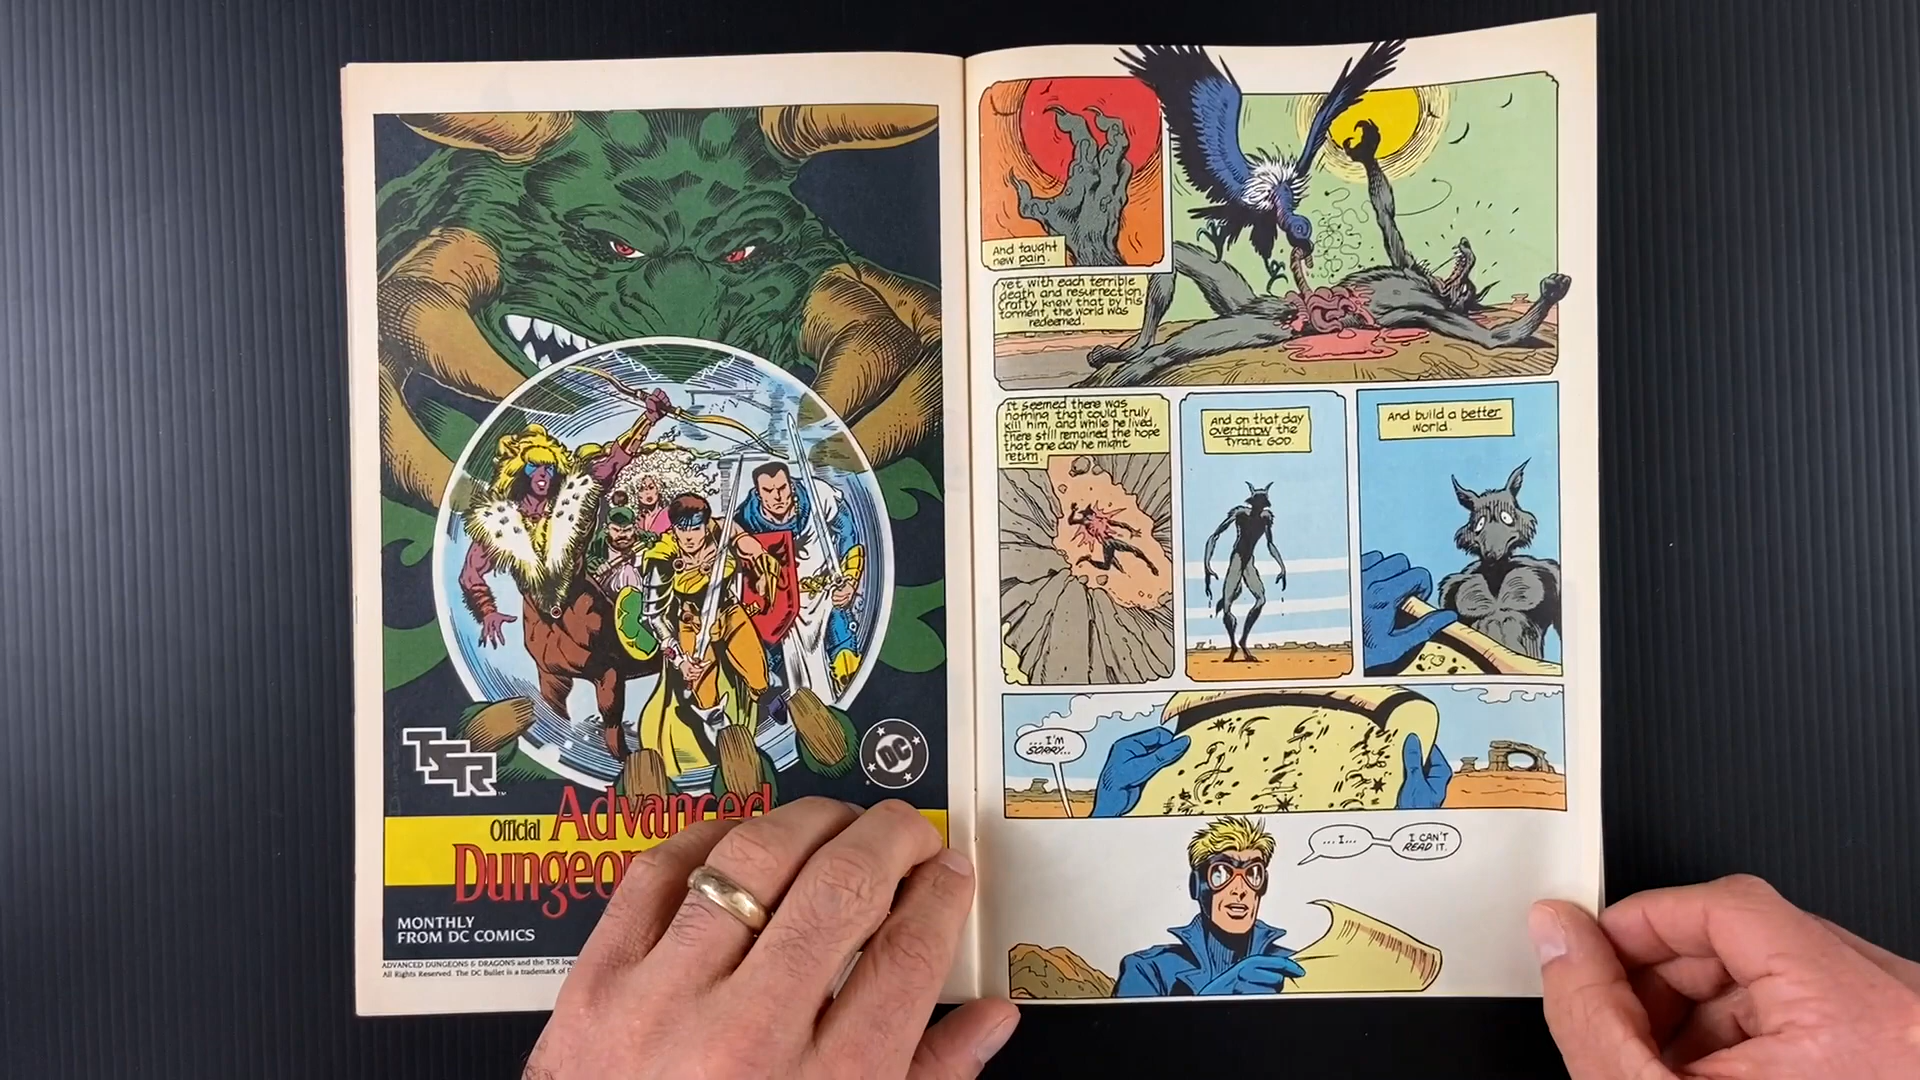 TSR
DC
Official Advanced
Dungeo
MONTHLY
FROM DC COMICS
ADVANCED DUNGEONS & DRAGONS and the TSR logo
All Rights Reserved. The DC Bullet is a trademark of
And taught
new pain.
Yet with each terrible
death and resurrection,
Crafty knew that by his
torment, the world was
redeemed.
It seemed there was
nothing that could truly
kill him, and while he lived,
there still remained the hope
that one day he might
return.
And on that day
overthrow the
tyrant GOD.
And build a better
world.
...I'M
SORRY...
...I...
I CAN'T
READ IT.